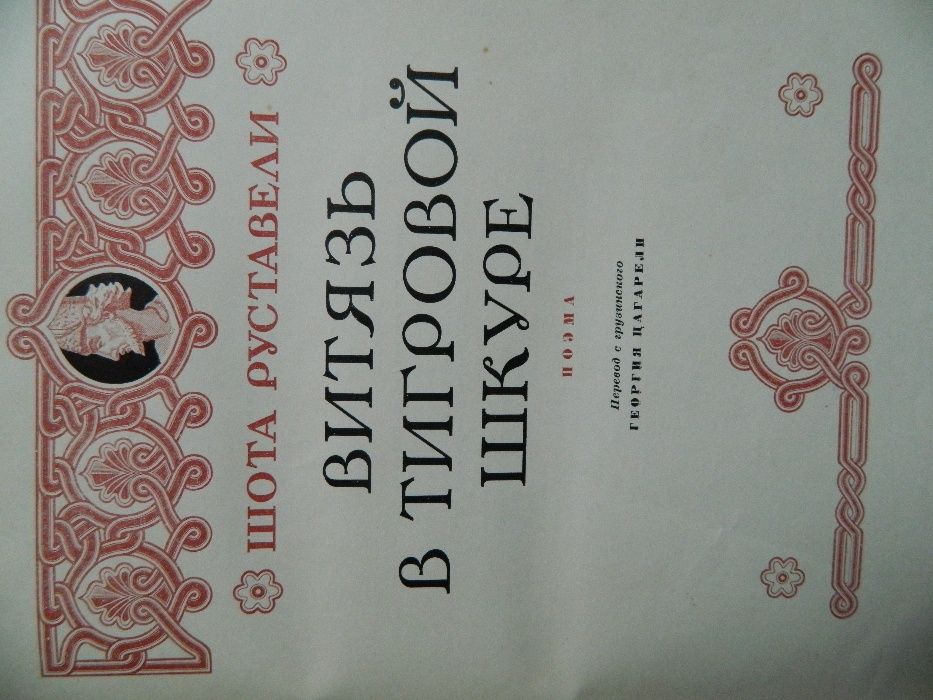 ШОТА РУСТАВЕЛИ
ВИТЯЗЬ
В ТИГРОВОЙ
ШКУРЕ
ПОЭМА
Перевод с грузинского
ГЕОРГИЯ ЦАГАРЕЛИ